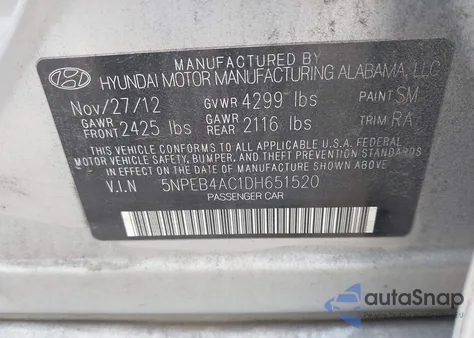 MANUFACTURED BY
HYUNDAI MOTOR MANUFACTURING ALABAMA, LLC
Nov/27/12 GVWR 4299 lbs PAINT SM
GAWR FRONT 2425 lbs GAWR REAR 2116 lbs TRIM RA
THIS VEHICLE CONFORMS TO ALL APPLICABLE U.S.A. FEDERAL
MOTOR VEHICLE SAFETY, BUMPER, AND THEFT PREVENTION STANDARDS
IN EFFECT ON THE DATE OF MANUFACTURE SHOWN ABOVE.
V.I.N 5NPEB4AC1DH651520
PASSENGER CAR
autoSnap